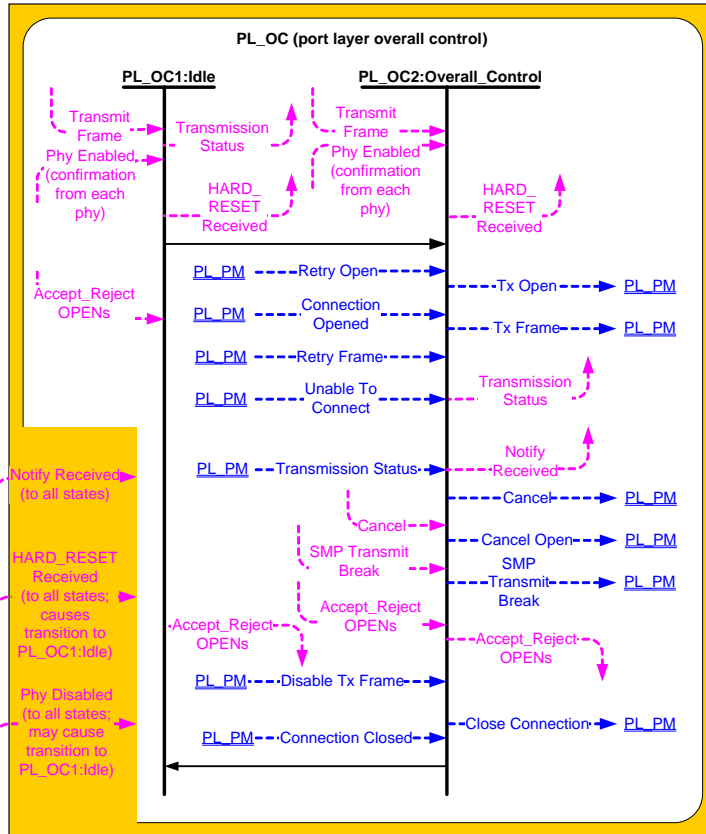 PL_OC (port layer overall control)
PL_OC1:Idle
PL_OC2:Overall_Control
Transmit
Frame
Transmission
Status
Transmit
Frame
Phy Enabled
(confirmation
from each
phy)
Phy Enabled
(confirmation
from each
phy)
HARD_
RESET
Received
HARD_
RESET
Received
PL_PM Retry Open
Tx Open PL_PM
Accept_Reject
OPENs
PL_PM Connection
Opened
Tx Frame PL_PM
PL_PM Retry Frame
PL_PM Unable To
Connect
Transmission
Status
Notify Received
(to all states)
PL_PM Transmission Status
Notify
Received
Cancel PL_PM
Cancel
Cancel Open PL_PM
SMP Transmit
Break
SMP
Transmit
Break
PL_PM
HARD_RESET
Received
(to all states;
causes
transition to
PL_OC1:Idle)
Accept_Reject
OPENs
Accept_Reject
OPENs
Accept_Reject
OPENs
PL_PM Disable Tx Frame
Phy Disabled
(to all states;
may cause
transition to
PL_OC1:Idle)
Close Connection PL_PM
PL_PM Connection Closed